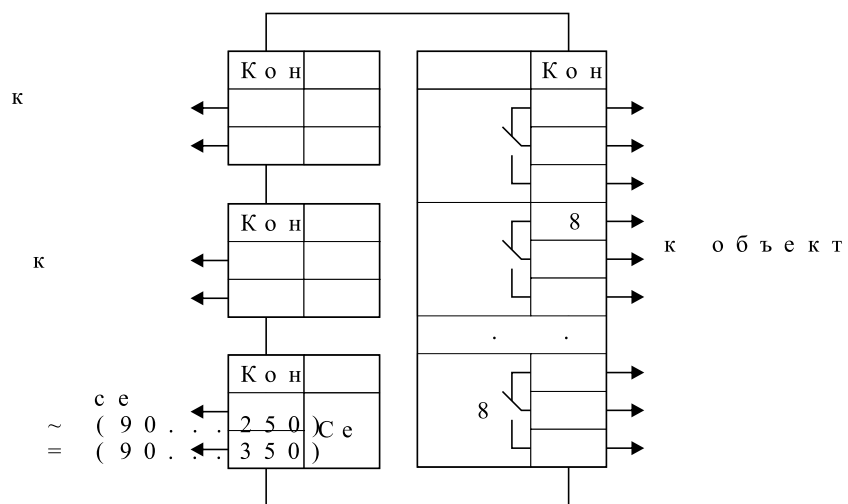 Кон
Кон
к
8
Кон
к объект
к
. .
Кон
се
8
~ (90...250)
Се
= (90...350)